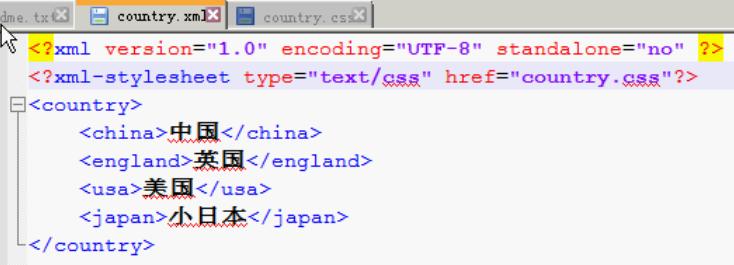 dme.txt country.xml country.css
<?xml version="1.0" encoding="UTF-8" standalone="no" ?>
<?xml-stylesheet type="text/css" href="country.css"?>
<country>
<china>中国</china>
<england>英国</england>
<usa>美国</usa>
<japan>小日本</japan>
</country>